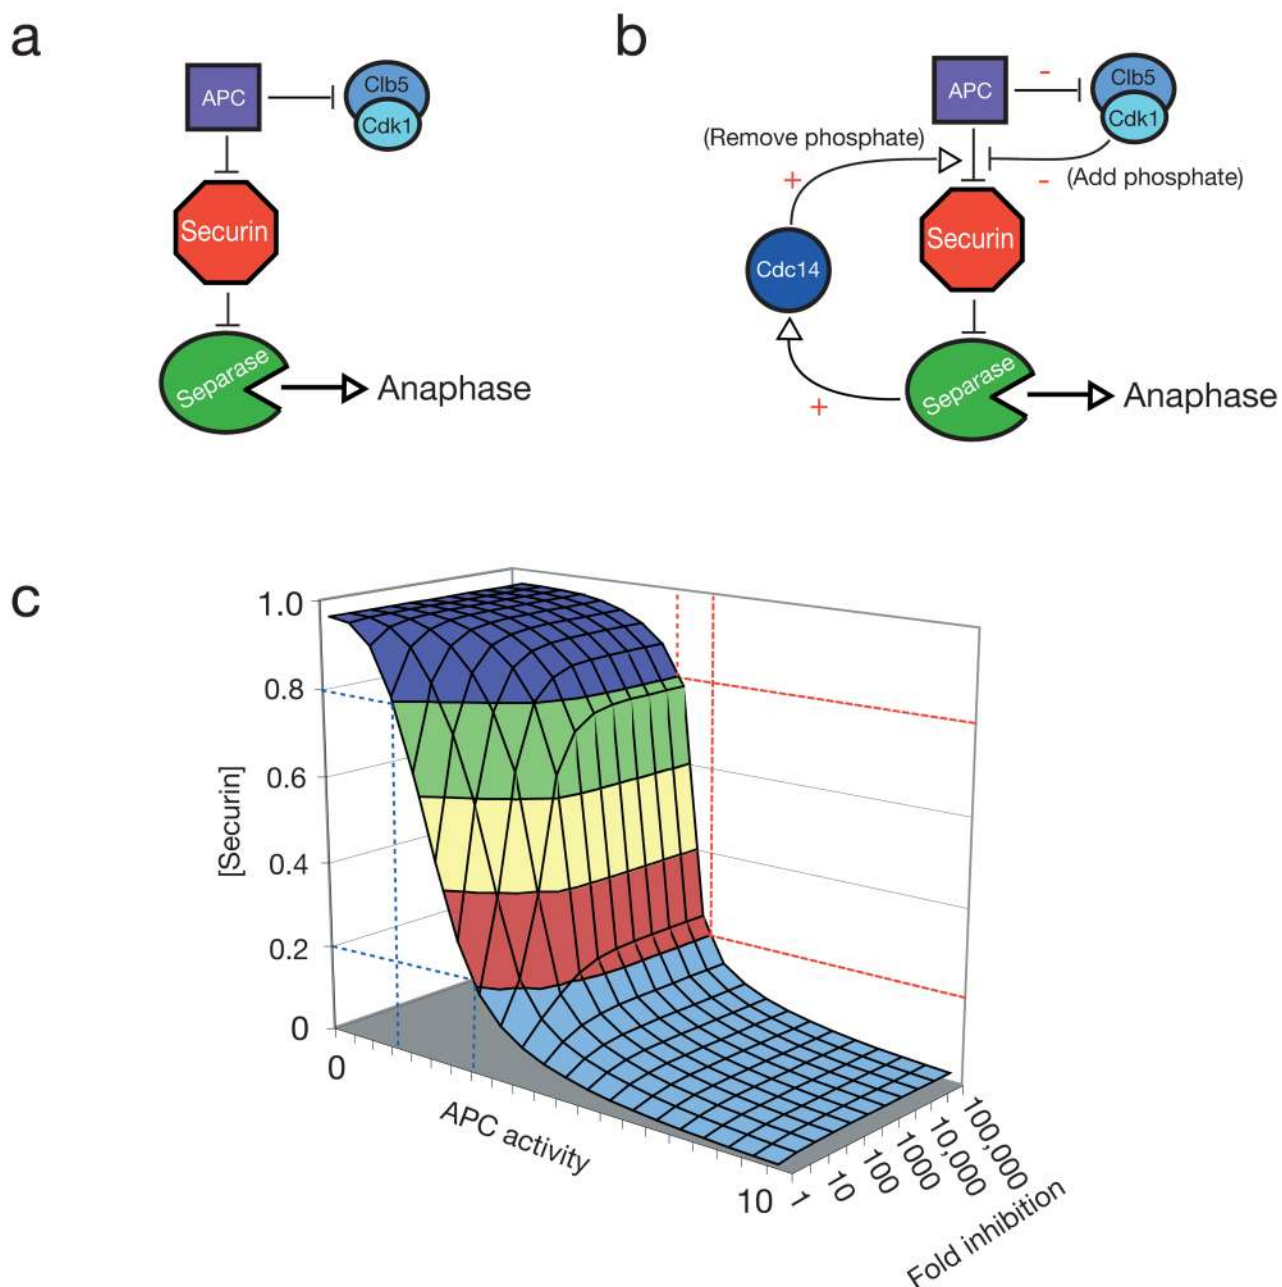 a
APC
Clb5
Cdk1
Securin
Separase
Anaphase
b
APC
-
Clb5
Cdk1
(Remove phosphate)
+
-
(Add phosphate)
Securin
Cdc14
Separase
+
Anaphase
c
1.0
0.8
0.6
0.4
0.2
0
[Securin]
0
APC activity
10
1
10
100
1000
10,000
100,000
Fold inhibition